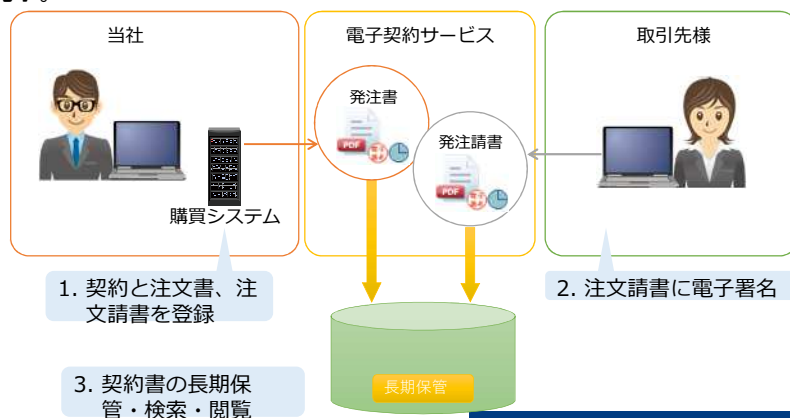 当社
電子契約サービス
取引先様
発注書
PDF
発注請書
PDF
購買システム
1. 契約と注文書、注
文請書を登録
2. 注文請書に電子署名
長期保管
3. 契約書の長期保
管・検索・閲覧